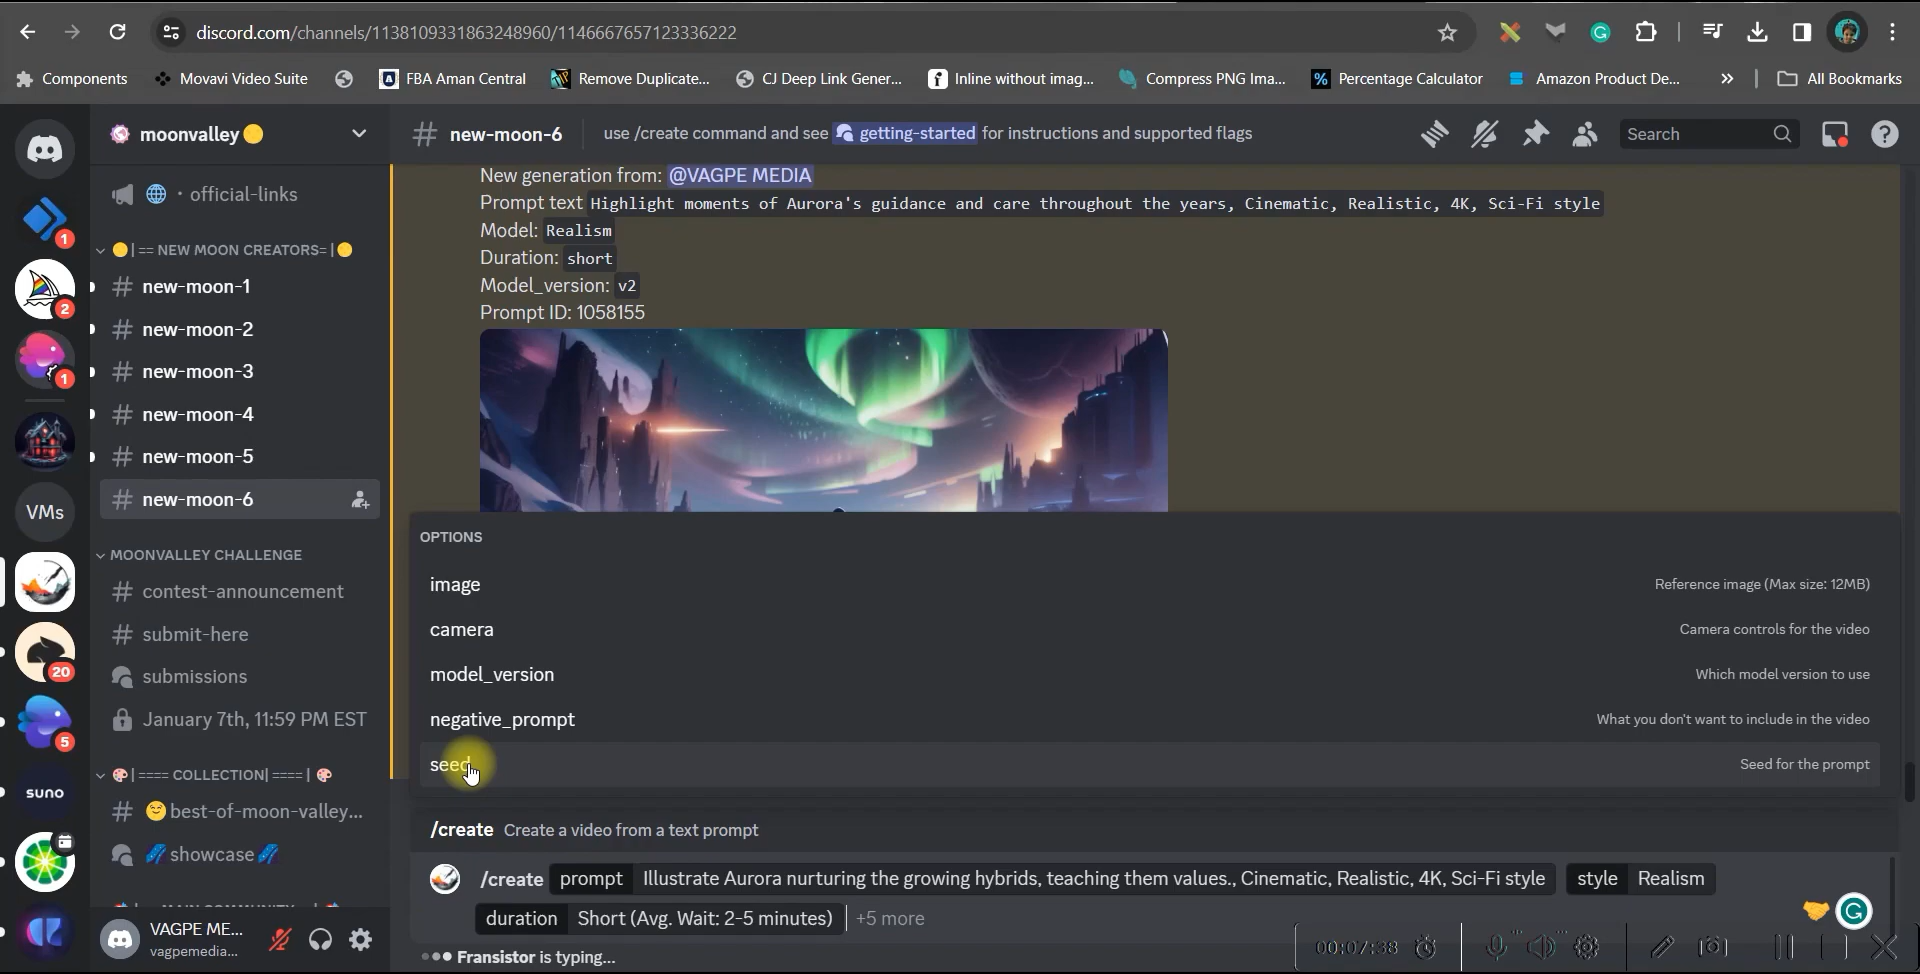 discord.com/channels/1138109331863248960/1146667657123336222
Components
Movavi Video Suite
FBA Aman Central
Remove Duplicate...
CJ Deep Link Gener...
Inline without imag...
Compress PNG Ima...
Percentage Calculator
Amazon Product De...
»
All Bookmarks
moonvalley
# new-moon-6
use /create command and see getting-started for instructions and supported flags
Search
· official-links
| == NEW MOON CREATORS= |
# new-moon-1
# new-moon-2
# new-moon-3
# new-moon-4
# new-moon-5
# new-moon-6
MOONVALLEY CHALLENGE
# contest-announcement
# submit-here
submissions
January 7th, 11:59 PM EST
|==== COLLECTION|==== |
# best-of-moon-valley...
showcase
VAGPE ME...
vagpemedia...
1
2
1
VMs
20
5
suno
New generation from: @VAGPE MEDIA
Prompt text Highlight moments of Aurora's guidance and care throughout the years, Cinematic, Realistic, 4K, Sci-Fi style
Model: Realism
Duration: short
Model_version: v2
Prompt ID: 1058155
OPTIONS
image Reference image (Max size: 12MB)
camera Camera controls for the video
model_version Which model version to use
negative_prompt What you don't want to include in the video
seed Seed for the prompt
/create Create a video from a text prompt
/create prompt Illustrate Aurora nurturing the growing hybrids, teaching them values., Cinematic, Realistic, 4K, Sci-Fi style style Realism
duration Short (Avg. Wait: 2-5 minutes) +5 more
Fransistor is typing...
00:07:38